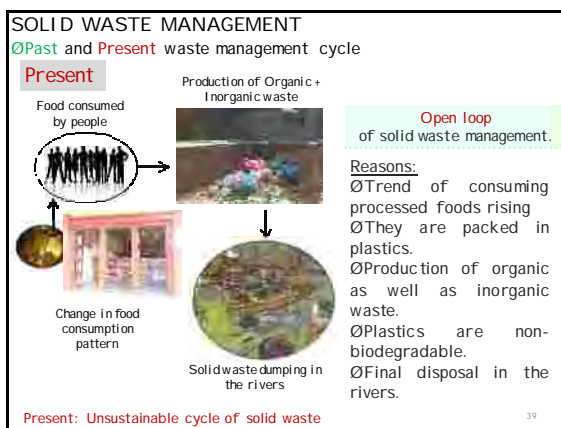 SOLID WASTE MANAGEMENT
ØPast and Present waste management cycle
Present
Food consumed
by people
Production of Organic +
Inorganic waste
Change in food
consumption
pattern
Solid waste dumping in
the rivers
Open loop
of solid waste management.
Reasons:
ØTrend of consuming
processed foods rising
ØThey are packed in
plastics.
ØProduction of organic
as well as inorganic
waste.
ØPlastics are non-
biodegradable.
ØFinal disposal in the
rivers.
Present: Unsustainable cycle of solid waste
39